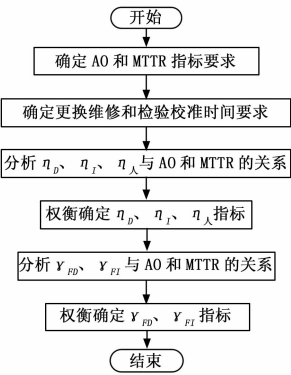 开始
确定 AO 和 MTTR 指标要求
确定更换维修和检验校准时间要求
分析 η_D、η_I、η_人与 AO 和 MTTR 的关系
权衡确定 η_D、η_I、η_人指标
分析 γ_FD、γ_FI 与 AO 和 MTTR 的关系
权衡确定 γ_FD、γ_FI 指标
结束